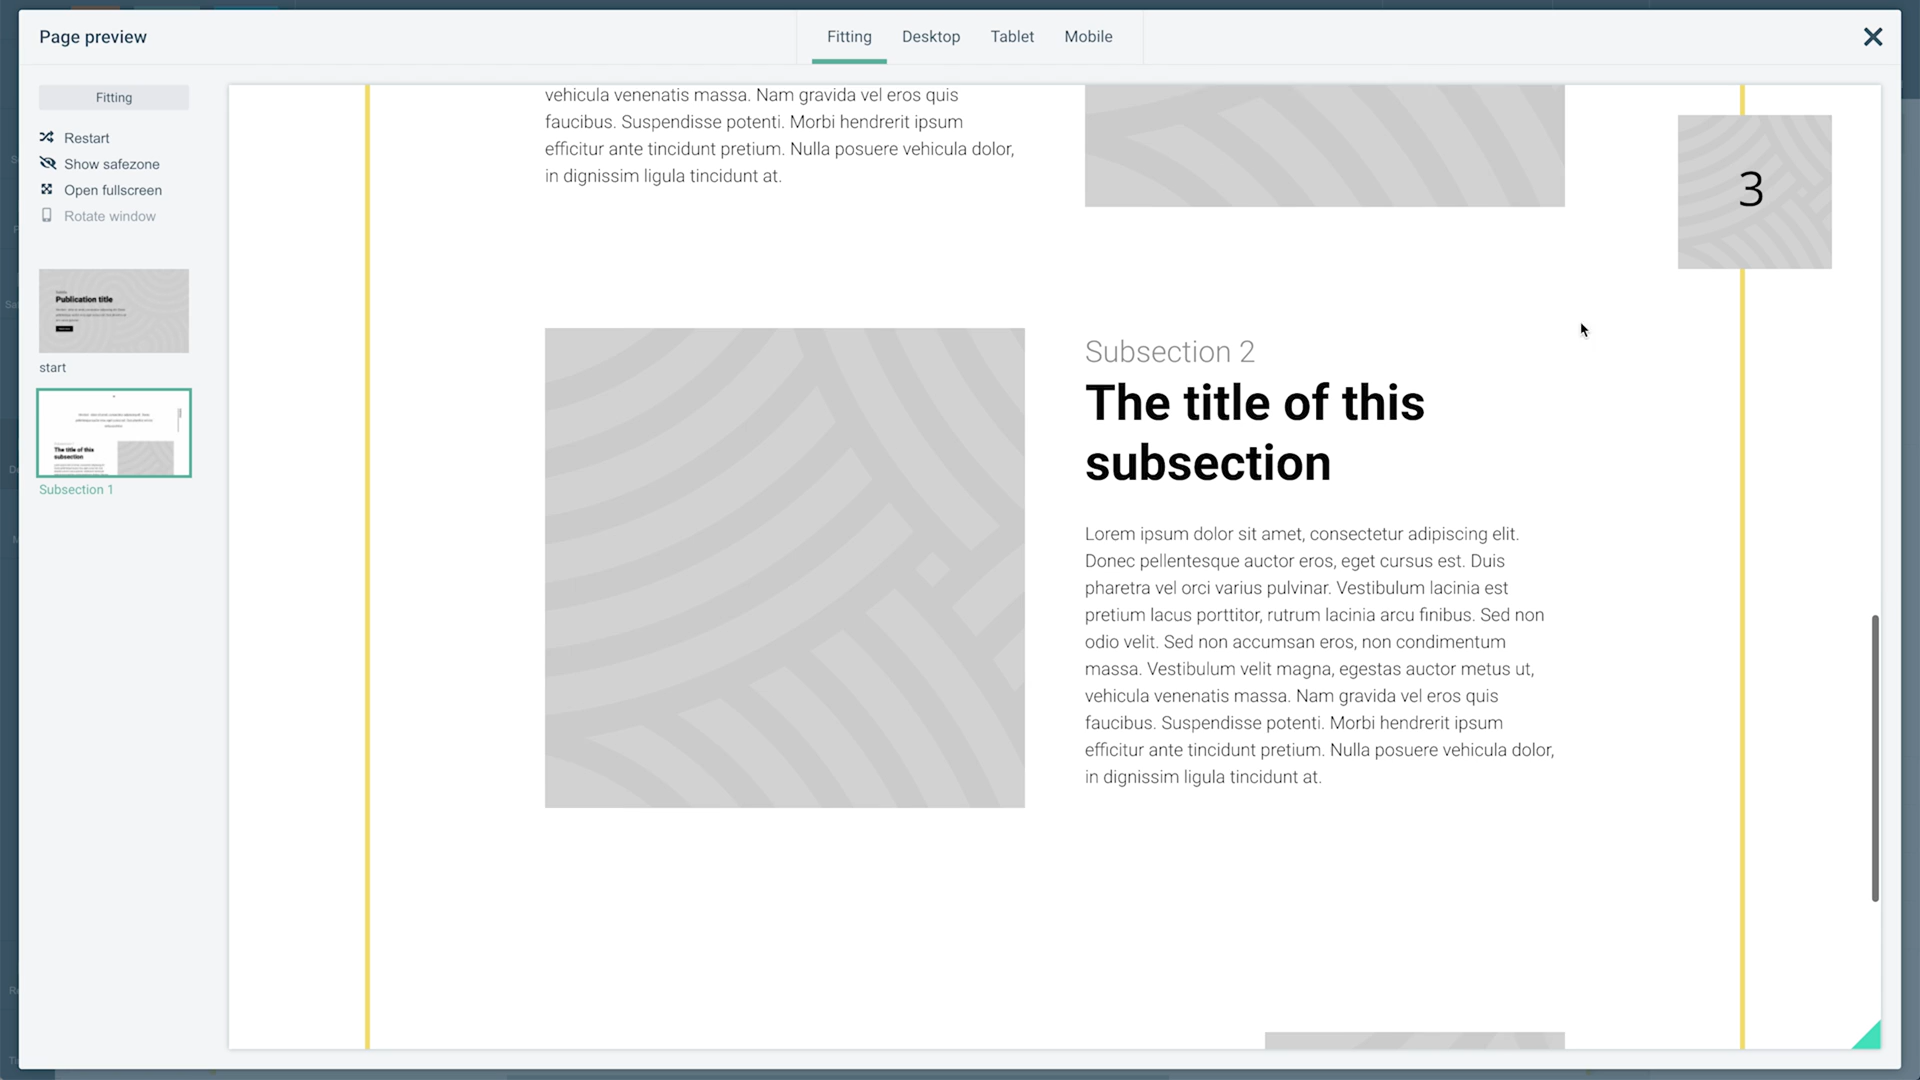 Page preview
Fitting
Desktop
Tablet
Mobile
Fitting
Restart
Show safezone
Open fullscreen
Rotate window
Publication title
start
The title of this
subsection
Subsection 1
vehicula venenatis massa. Nam gravida vel eros quis
faucibus. Suspendisse potenti. Morbi hendrerit ipsum
efficitur ante tincidunt pretium. Nulla posuere vehicula dolor,
in dignissim ligula tincidunt at.
3
Subsection 2
The title of this
subsection
Lorem ipsum dolor sit amet, consectetur adipiscing elit.
Donec pellentesque auctor eros, eget cursus est. Duis
pharetra vel orci varius pulvinar. Vestibulum lacinia est
pretium lacus porttitor, rutrum lacinia arcu finibus. Sed non
odio velit. Sed non accumsan eros, non condimentum
massa. Vestibulum velit magna, egestas auctor metus ut,
vehicula venenatis massa. Nam gravida vel eros quis
faucibus. Suspendisse potenti. Morbi hendrerit ipsum
efficitur ante tincidunt pretium. Nulla posuere vehicula dolor,
in dignissim ligula tincidunt at.